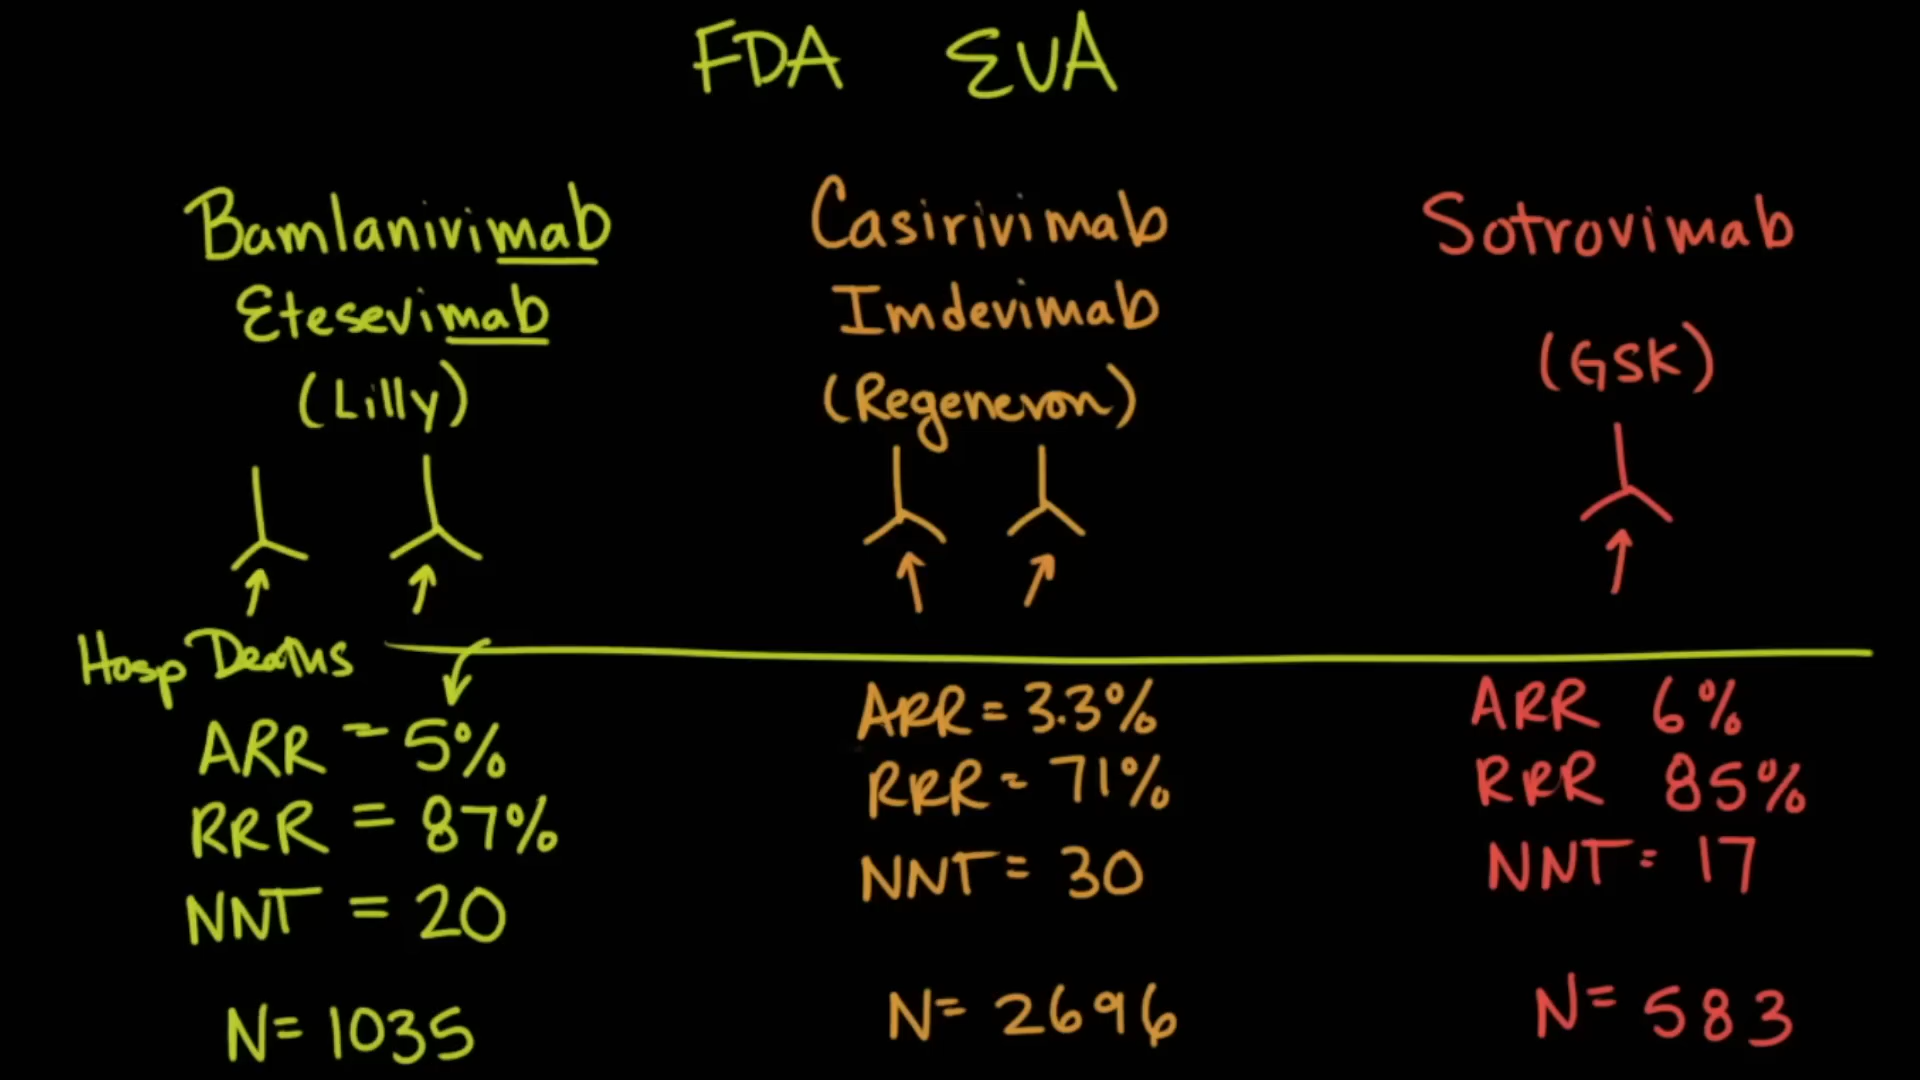 FDA EUA
Bamlanivimab
Etesevimab
(Lilly)
Casirivimab
Imdevimab
(Regeneron)
Sotrovimab
(GSK)
Hosp Deaths
ARR = 5%
RRR = 87%
NNT = 20
N= 1035
ARR = 3.3%
RRR = 71%
NNT = 30
N= 2696
ARR 6%
RRR 85%
NNT = 17
N= 583